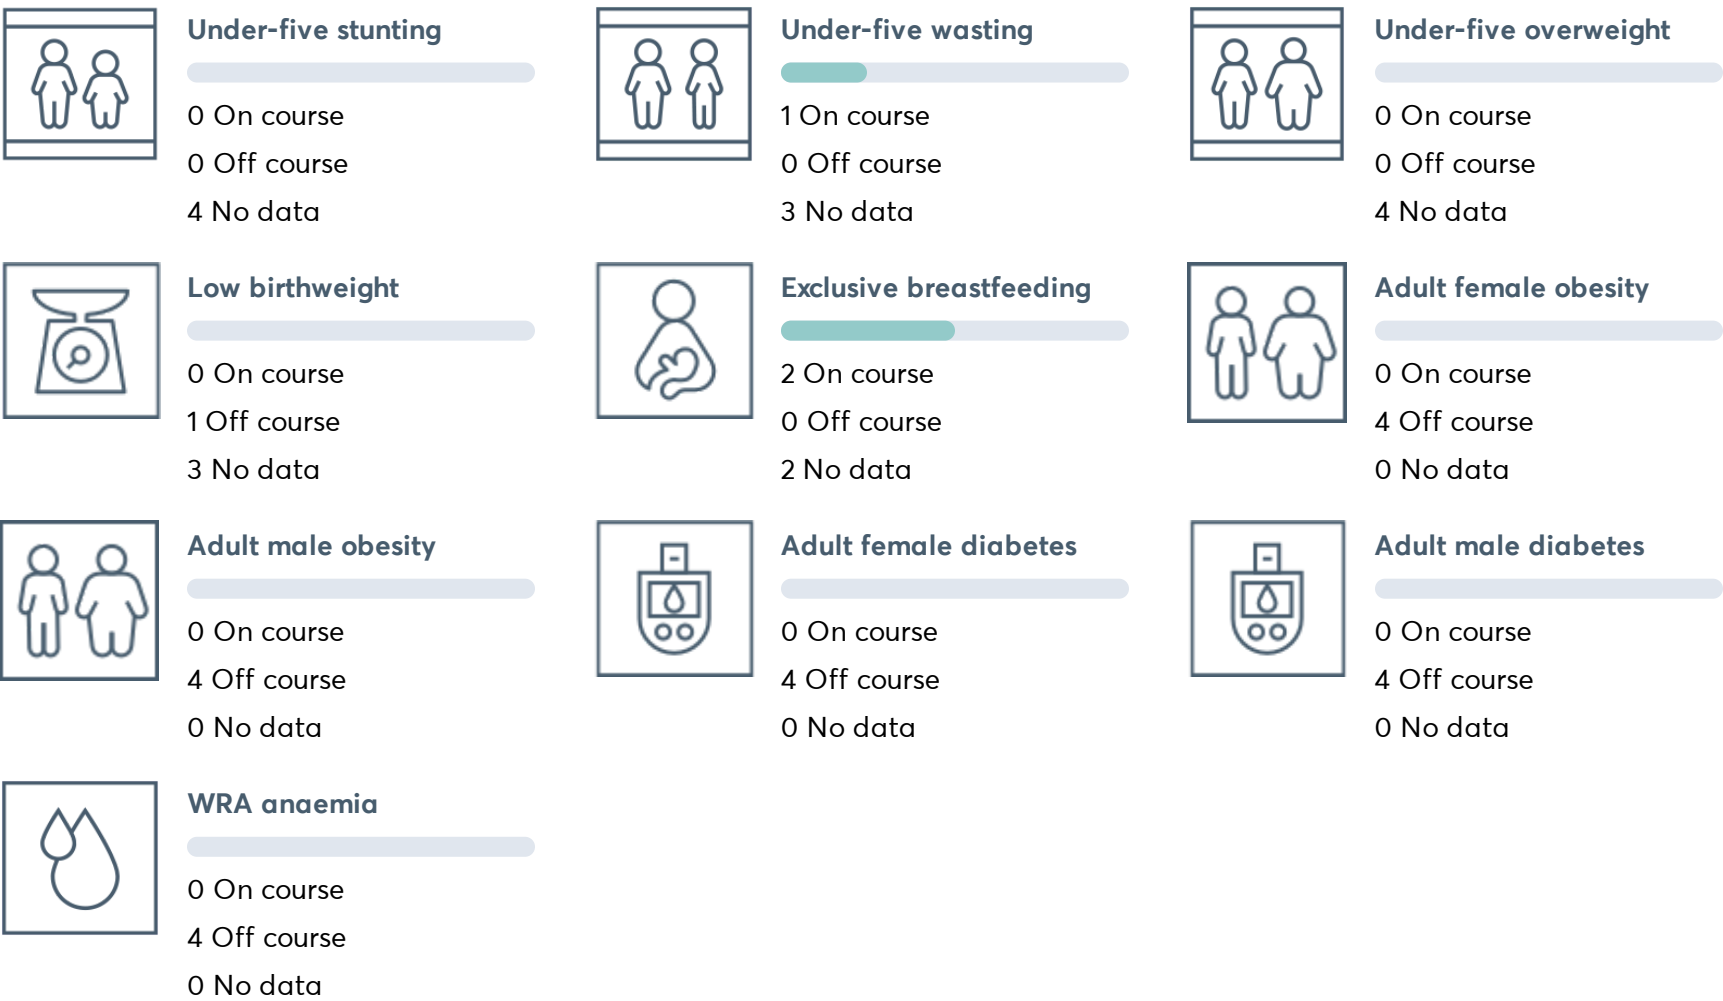 Under-five stunting
0 On course
0 Off course
4 No data
Under-five wasting
1 On course
0 Off course
3 No data
Under-five overweight
0 On course
0 Off course
4 No data
Low birthweight
0 On course
1 Off course
3 No data
Exclusive breastfeeding
2 On course
0 Off course
2 No data
Adult female obesity
0 On course
4 Off course
0 No data
Adult male obesity
0 On course
4 Off course
0 No data
Adult female diabetes
0 On course
4 Off course
0 No data
Adult male diabetes
0 On course
4 Off course
0 No data
WRA anaemia
0 On course
4 Off course
0 No data